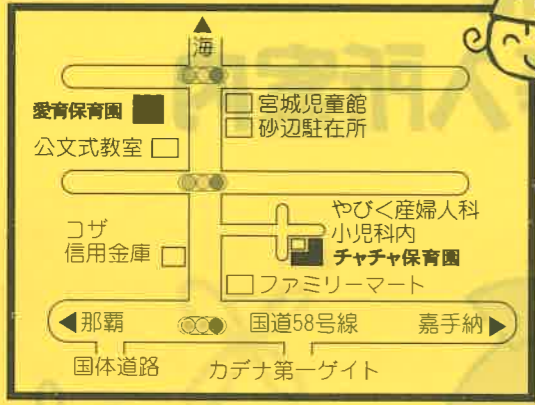 海
愛育保育園
宮城児童館
砂辺駐在所
公文式教室
やびく産婦人科
小児科内
チャチャ保育園
コザ
信用金庫
ファミリーマート
那覇
国道58号線
嘉手納
国体道路
カデナ第一ゲイト